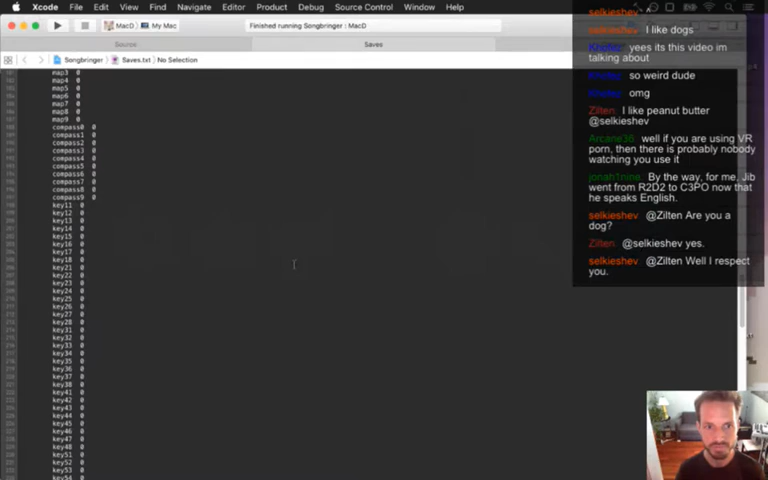 Xcode File Edit View Find Navigate Editor Product Debug Source Control Window Help
MacD My Mac
Finished running Songbringer : MacD
Source
Saves
Songbringer Saves.txt No Selection
map3 0
map4 0
map5 0
map6 0
map7 0
map8 0
map9 0
compass0 0
compass1 0
compass2 0
compass3 0
compass4 0
compass5 0
compass6 0
compass7 0
compass8 0
compass9 0
key11 0
key12 0
key13 0
key14 0
key15 0
key16 0
key17 0
key18 0
key21 0
key22 0
key23 0
key24 0
key25 0
key26 0
key27 0
key28 0
key31 0
key32 0
key33 0
key34 0
key35 0
key36 0
key37 0
key38 0
key41 0
key42 0
key43 0
key44 0
key45 0
key46 0
key47 0
key48 0
key51 0
key52 0
key53 0
key54 0
selkieshev ^
selkieshev I like dogs
yees its this video im
talking about
so weird dude
omg
Zilten: I like peanut butter
@selkieshev
Arcane36 well if you are using VR
porn, then there is probably nobody
watching you use it
jonah1nine: By the way, for me, Jib
went from R2D2 to C3PO now that
he speaks English.
selkieshev @Zilten Are you a
dog?
Zilten: @selkieshev yes.
selkieshev @Zilten Well I respect
you.